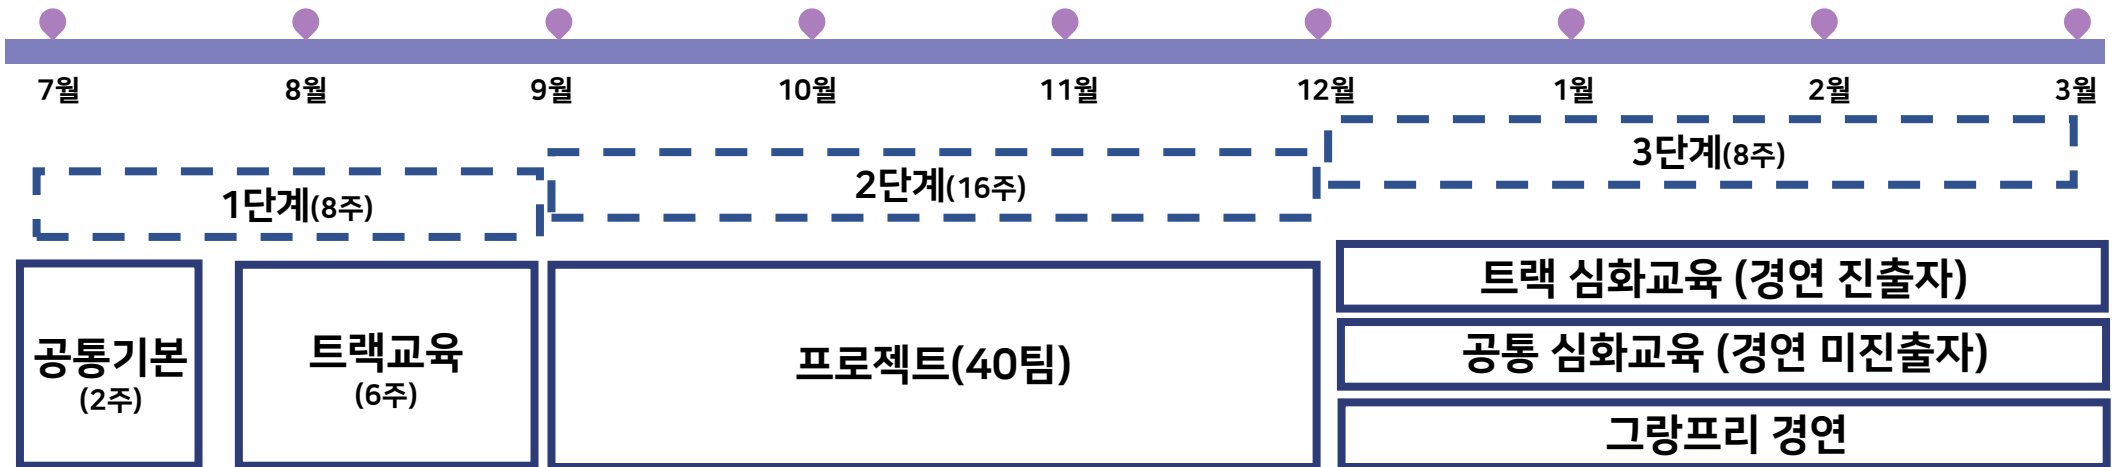 7월 8월 9월 10월 11월 12월 1월 2월 3월
1단계(8주)
2단계(16주)
3단계(8주)
공통기본
(2주)
트랙교육
(6주)
프로젝트(40팀)
트랙 심화교육 (경연 진출자)
공통 심화교육 (경연 미진출자)
그랑프리 경연